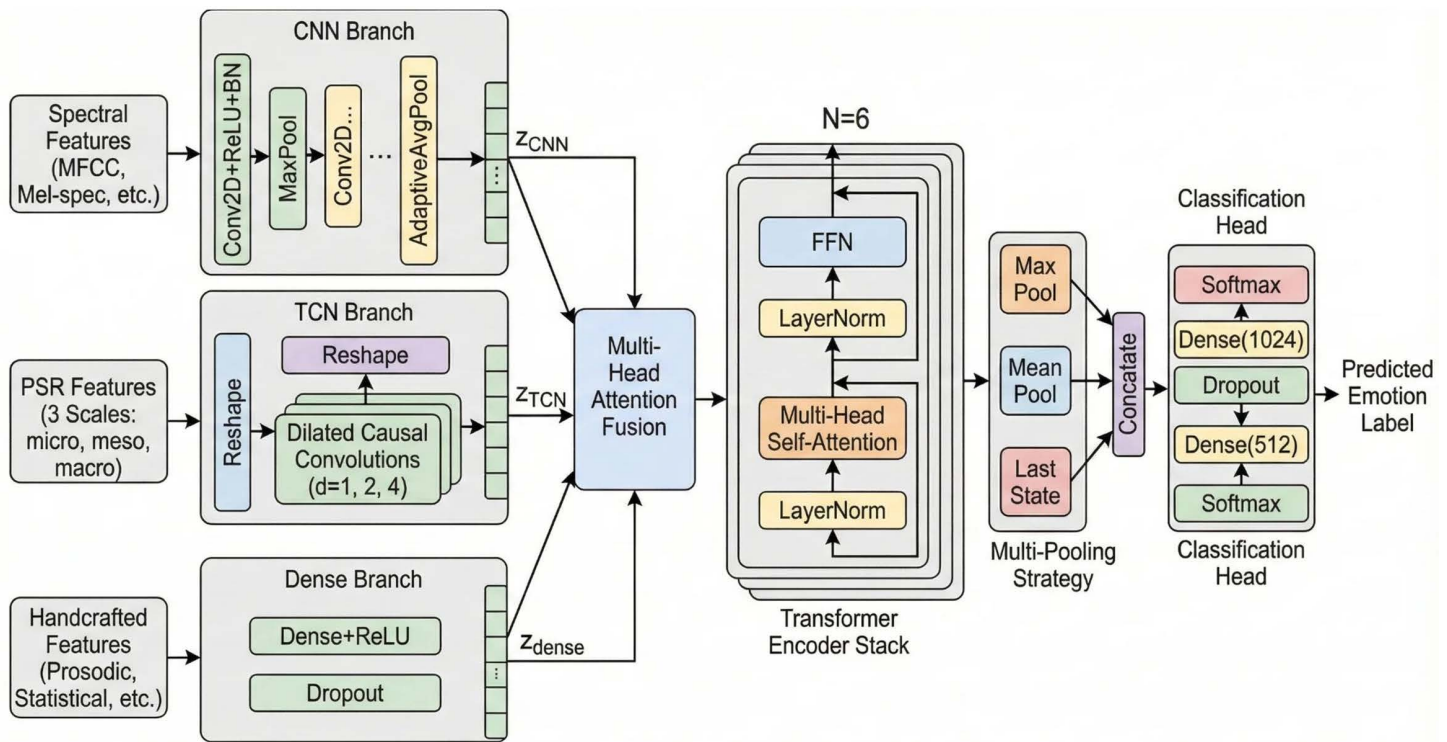 CNN Branch
Spectral
Features
(MFCC,
Mel-spec, etc.)
Conv2D+ReLU+BN
MaxPool
Conv2D...
...
AdaptiveAvgPool
...
zCNN
TCN Branch
PSR Features
(3 Scales:
micro, meso,
macro)
Reshape
Reshape
Dilated Causal
Convolutions
(d=1, 2, 4)
zTCN
Dense Branch
Handcrafted
Features
(Prosodic,
Statistical, etc.)
Dense+ReLU
Dropout
...
zdense
Multi-
Head
Attention
Fusion
N=6
FFN
LayerNorm
Multi-Head
Self-Attention
LayerNorm
Transformer
Encoder Stack
Max
Pool
Mean
Pool
Last
State
Multi-Pooling
Strategy
Concatate
Classification
Head
Softmax
Dense(1024)
Dropout
Dense(512)
Softmax
Classification
Head
Predicted
Emotion
Label